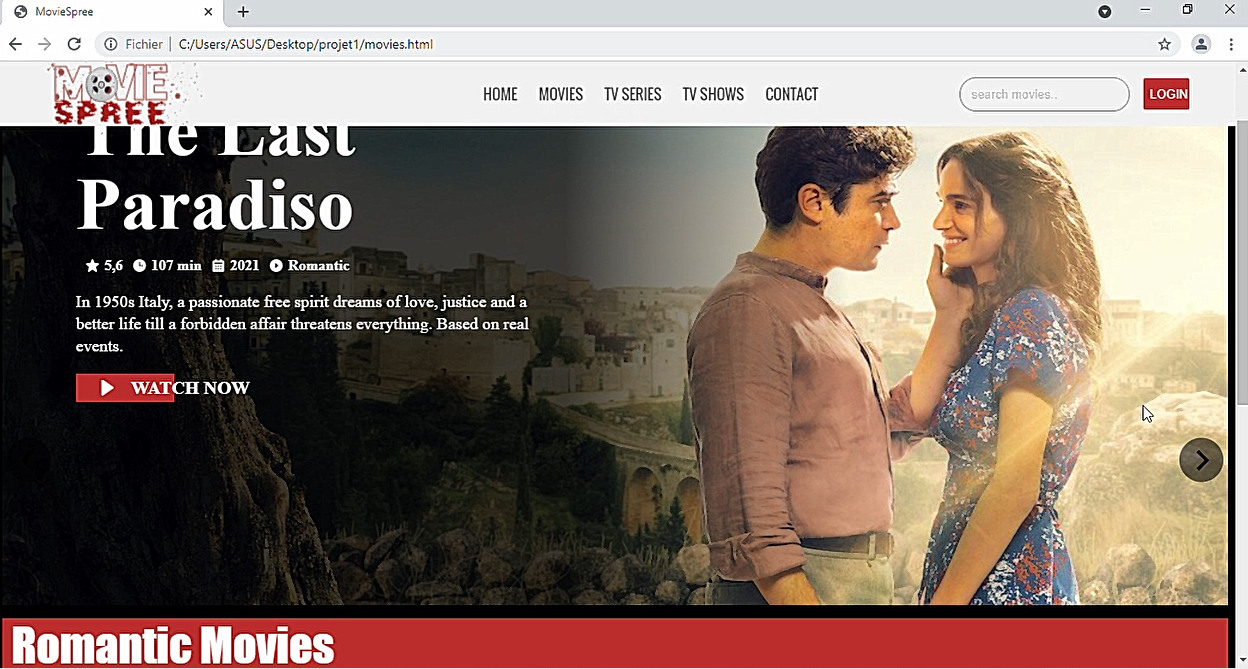 MovieSpree
Fichier
C:/Users/ASUS/Desktop/projet1/movies.html
MOVIE
SPREE
HOME
MOVIES
TV SERIES
TV SHOWS
CONTACT
search movies..
LOGIN
The Last
Paradiso
5,6 107 min 2021 Romantic
In 1950s Italy, a passionate free spirit dreams of love, justice and a
better life till a forbidden affair threatens everything. Based on real
events.
WATCH NOW
Romantic Movies